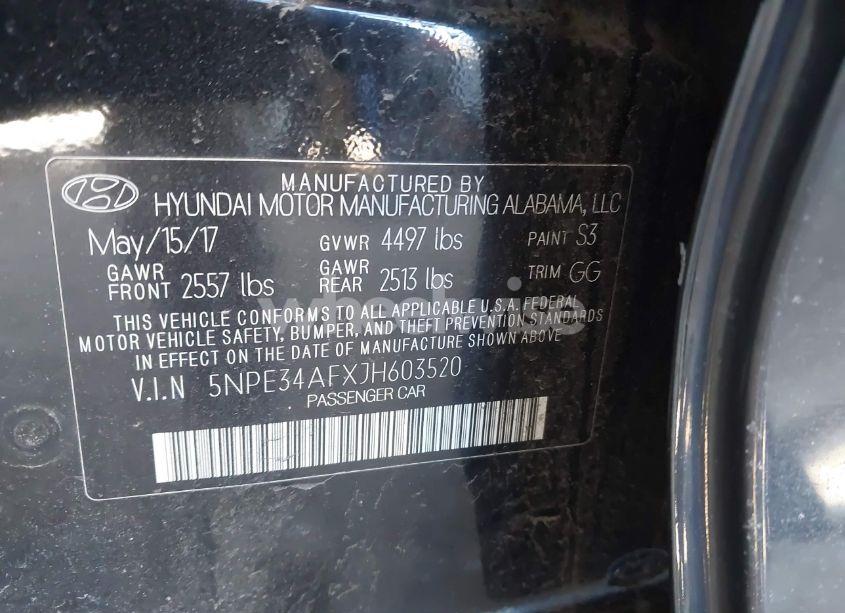 MANUFACTURED BY
HYUNDAI MOTOR MANUFACTURING ALABAMA, LLC
May/15/17 GVWR 4497 lbs PAINT S3
GAWR FRONT 2557 lbs GAWR REAR 2513 lbs TRIM GG
THIS VEHICLE CONFORMS TO ALL APPLICABLE U.S.A. FEDERAL
MOTOR VEHICLE SAFETY, BUMPER, AND THEFT PREVENTION STANDARDS
IN EFFECT ON THE DATE OF MANUFACTURE SHOWN ABOVE
V.I.N 5NPE34AFXJH603520
PASSENGER CAR